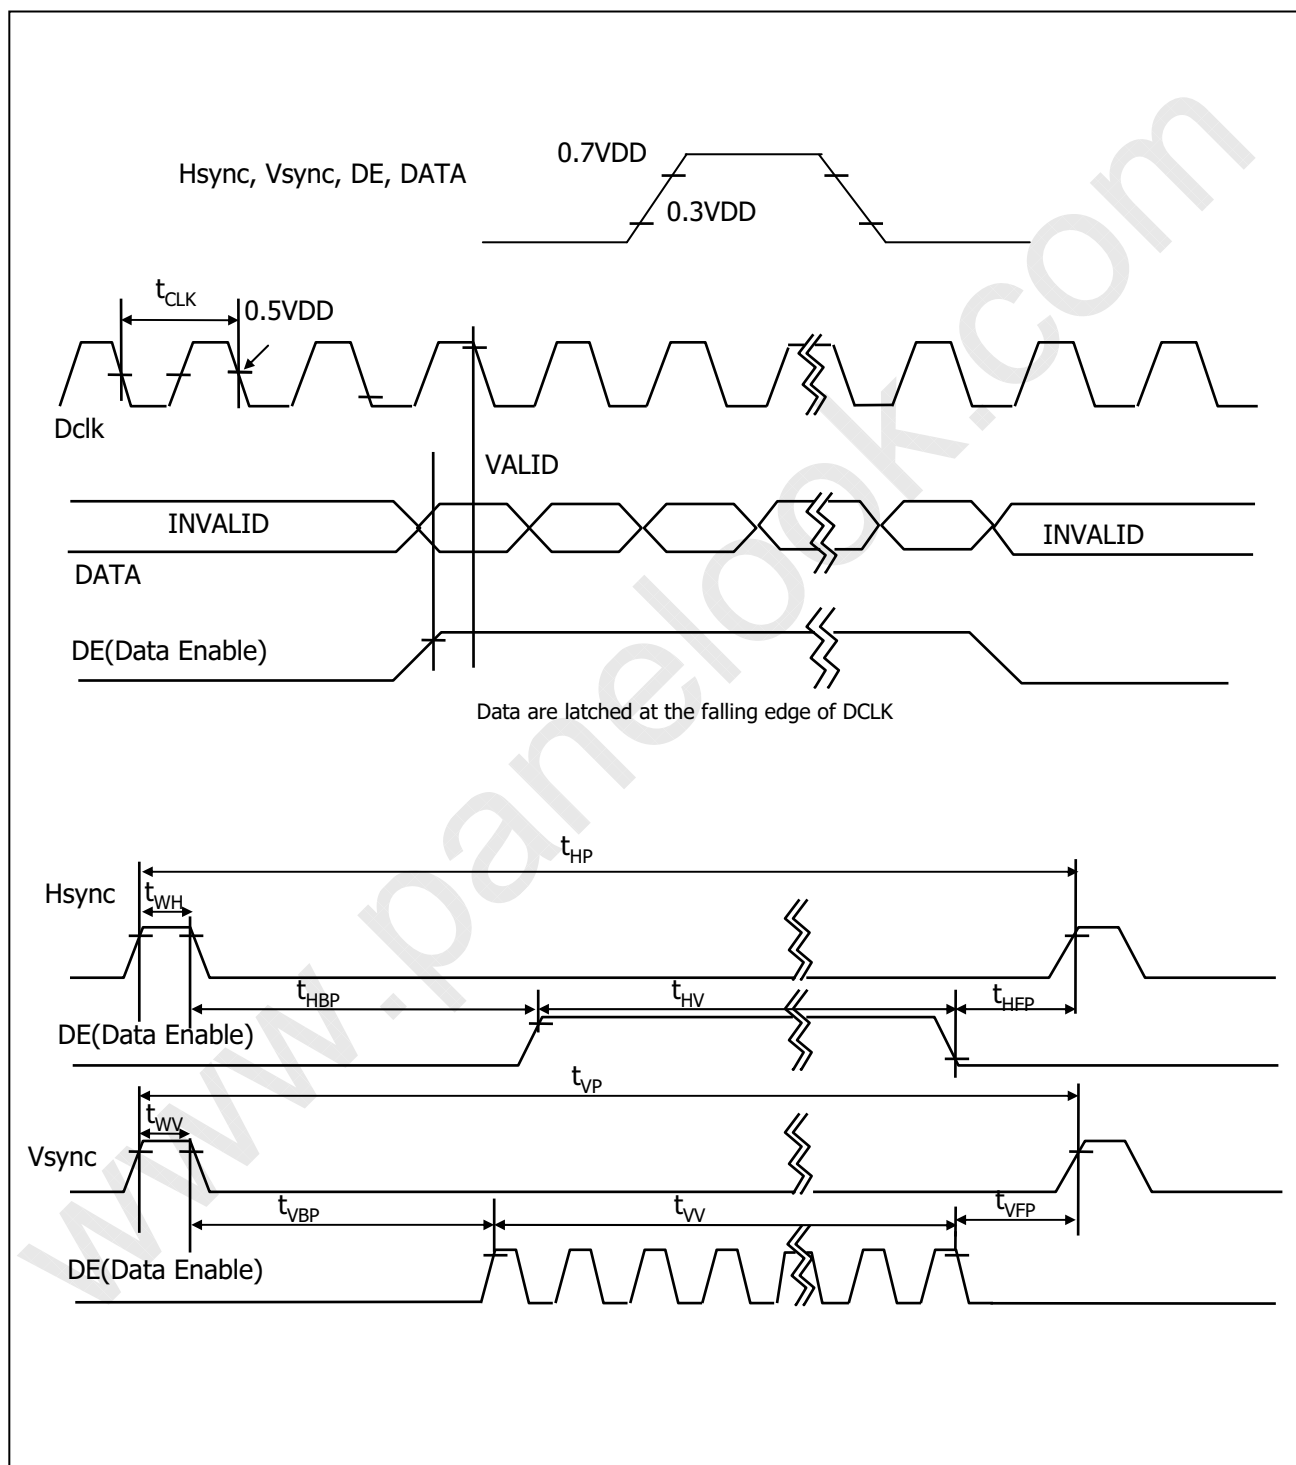 0.7VDD
Hsync, Vsync, DE, DATA
0.3VDD
tCLK
0.5VDD
Dclk
VALID
INVALID
INVALID
DATA
DE(Data Enable)
Data are latched at the falling edge of DCLK
tHP
Hsync
tWH
tHBP
tHV
tHFP
DE(Data Enable)
tVP
tWV
Vsync
tVBP
tVV
tVFP
DE(Data Enable)
www.panelook.com